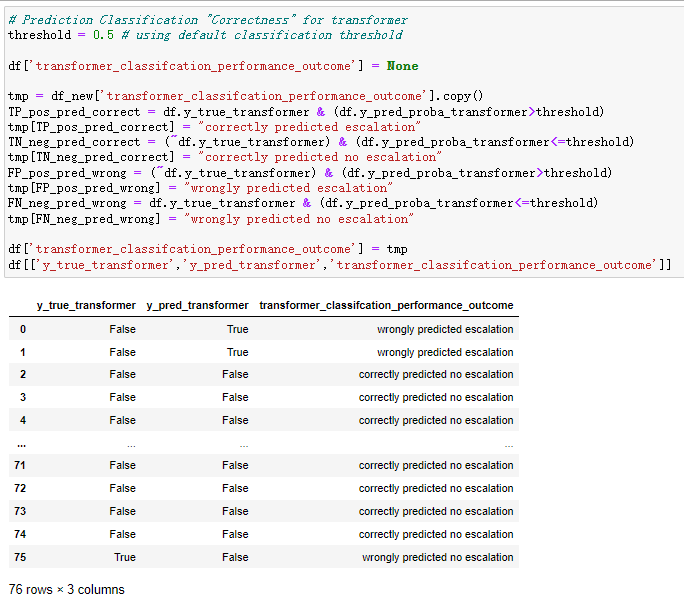 # Prediction Classification "Correctness" for transformer
threshold = 0.5 # using default classification threshold
df['transformer_classifcation_performance_outcome'] = None
tmp = df_new['transformer_classifcation_performance_outcome'].copy()
TP_pos_pred_correct = df.y_true_transformer & (df.y_pred_proba_transformer>threshold)
tmp[TP_pos_pred_correct] = "correctly predicted escalation"
TN_neg_pred_correct = (~df.y_true_transformer) & (df.y_pred_proba_transformer<=threshold)
tmp[TN_neg_pred_correct] = "correctly predicted no escalation"
FP_pos_pred_wrong = (~df.y_true_transformer) & (df.y_pred_proba_transformer>threshold)
tmp[FP_pos_pred_wrong] = "wrongly predicted escalation"
FN_neg_pred_wrong = df.y_true_transformer & (df.y_pred_proba_transformer<=threshold)
tmp[FN_neg_pred_wrong] = "wrongly predicted no escalation"
df['transformer_classifcation_performance_outcome'] = tmp
df[['y_true_transformer','y_pred_transformer','transformer_classifcation_performance_outcome']]
y_true_transformer y_pred_transformer transformer_classifcation_performance_outcome
0 False True wrongly predicted escalation
1 False True wrongly predicted escalation
2 False False correctly predicted no escalation
3 False False correctly predicted no escalation
4 False False correctly predicted no escalation
... ... ... ...
71 False False correctly predicted no escalation
72 False False correctly predicted no escalation
73 False False correctly predicted no escalation
74 False False correctly predicted no escalation
75 True False wrongly predicted no escalation
76 rows × 3 columns